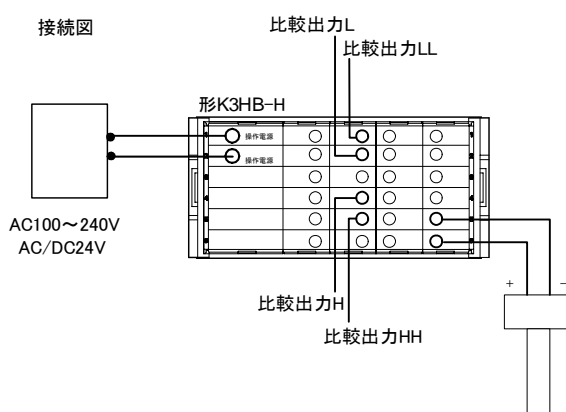 接続図
比較出力L
比較出力LL
形K3HB-H
操作電源
操作電源
AC100～240V
AC/DC24V
比較出力H
比較出力HH
+ -